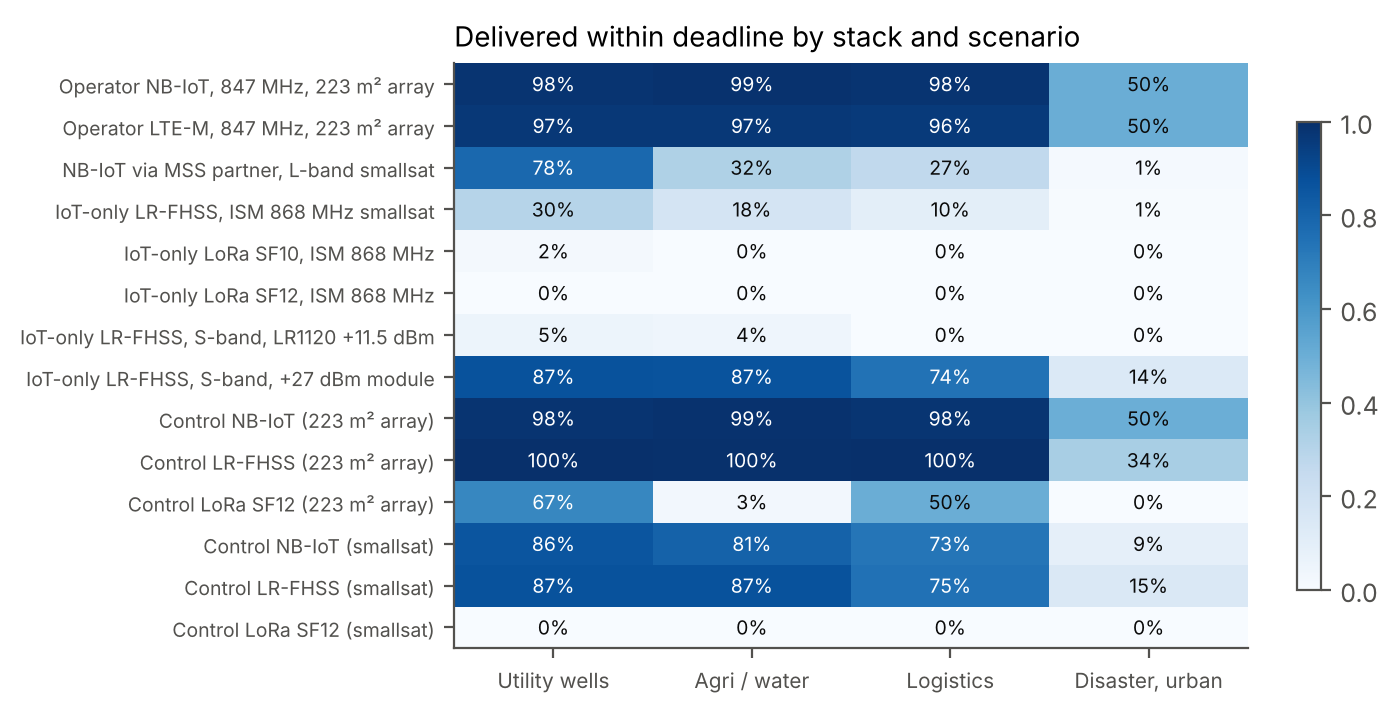 Delivered within deadline by stack and scenario
Operator NB-IoT, 847 MHz, 223 m² array 98% 99% 98% 50%
Operator LTE-M, 847 MHz, 223 m² array 97% 97% 96% 50%
NB-IoT via MSS partner, L-band smallsat 78% 32% 27% 1%
IoT-only LR-FHSS, ISM 868 MHz smallsat 30% 18% 10% 1%
IoT-only LoRa SF10, ISM 868 MHz 2% 0% 0% 0%
IoT-only LoRa SF12, ISM 868 MHz 0% 0% 0% 0%
IoT-only LR-FHSS, S-band, LR1120 +11.5 dBm 5% 4% 0% 0%
IoT-only LR-FHSS, S-band, +27 dBm module 87% 87% 74% 14%
Control NB-IoT (223 m² array) 98% 99% 98% 50%
Control LR-FHSS (223 m² array) 100% 100% 100% 34%
Control LoRa SF12 (223 m² array) 67% 3% 50% 0%
Control NB-IoT (smallsat) 86% 81% 73% 9%
Control LR-FHSS (smallsat) 87% 87% 75% 15%
Control LoRa SF12 (smallsat) 0% 0% 0% 0%
Utility wells Agri / water Logistics Disaster, urban
1.0
0.8
0.6
0.4
0.2
0.0